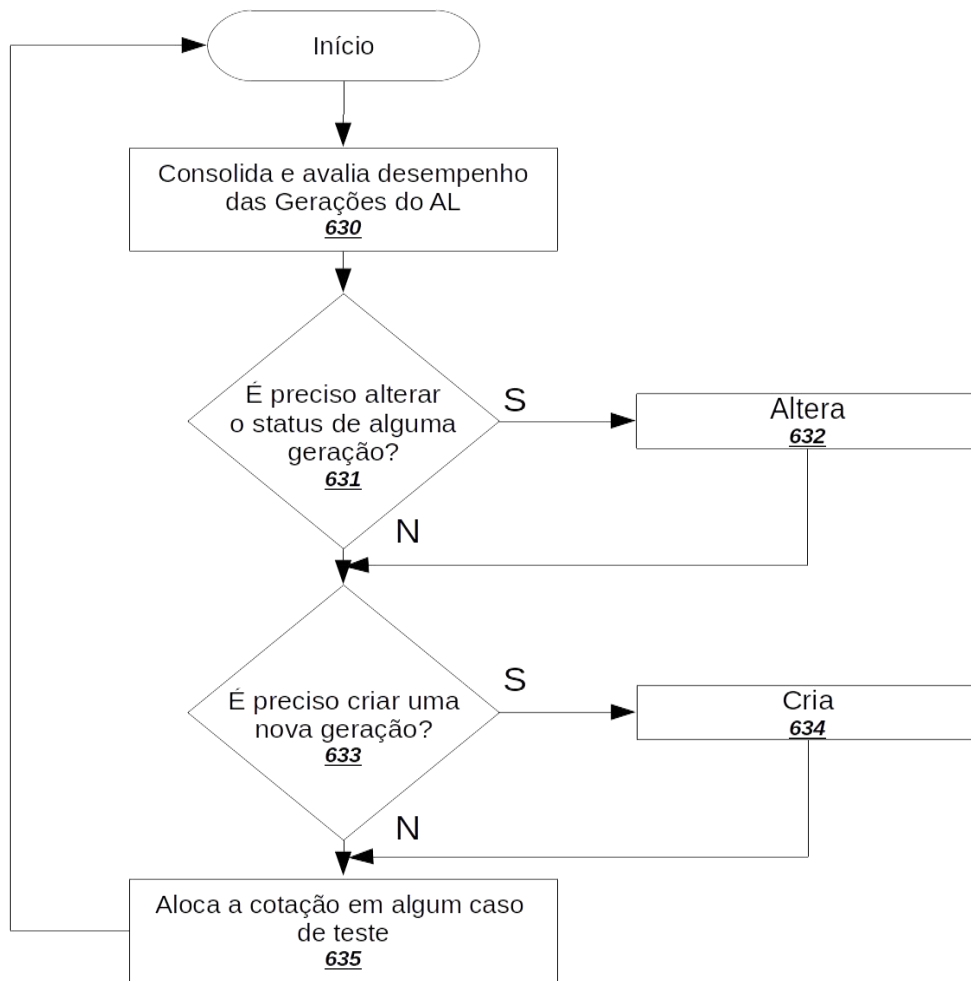 Início
Consolida e avalia desempenho
das Gerações do AL
630
É preciso alterar
o status de alguma
geração?
631
S
Altera
632
N
É preciso criar uma
nova geração?
633
S
Cria
634
N
Aloca a cotação em algum caso
de teste
635